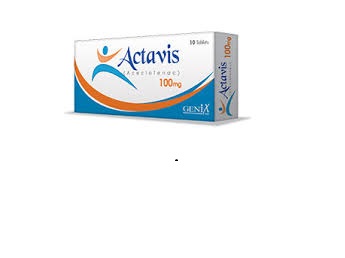 10 Tablets
Actavis
(Aceclofenac)
100mg
GENIX
Actavis
100mg